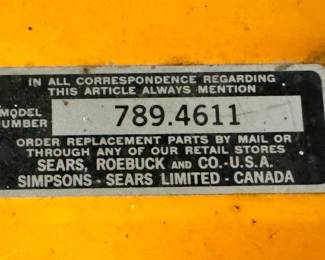 IN ALL CORRESPONDENCE REGARDING
THIS ARTICLE ALWAYS MENTION
MODEL NUMBER 789.4611
ORDER REPLACEMENT PARTS BY MAIL OR
THROUGH ANY OF OUR RETAIL STORES
SEARS, ROEBUCK AND CO.-U.S.A.
SIMPSONS-SEARS LIMITED-CANADA